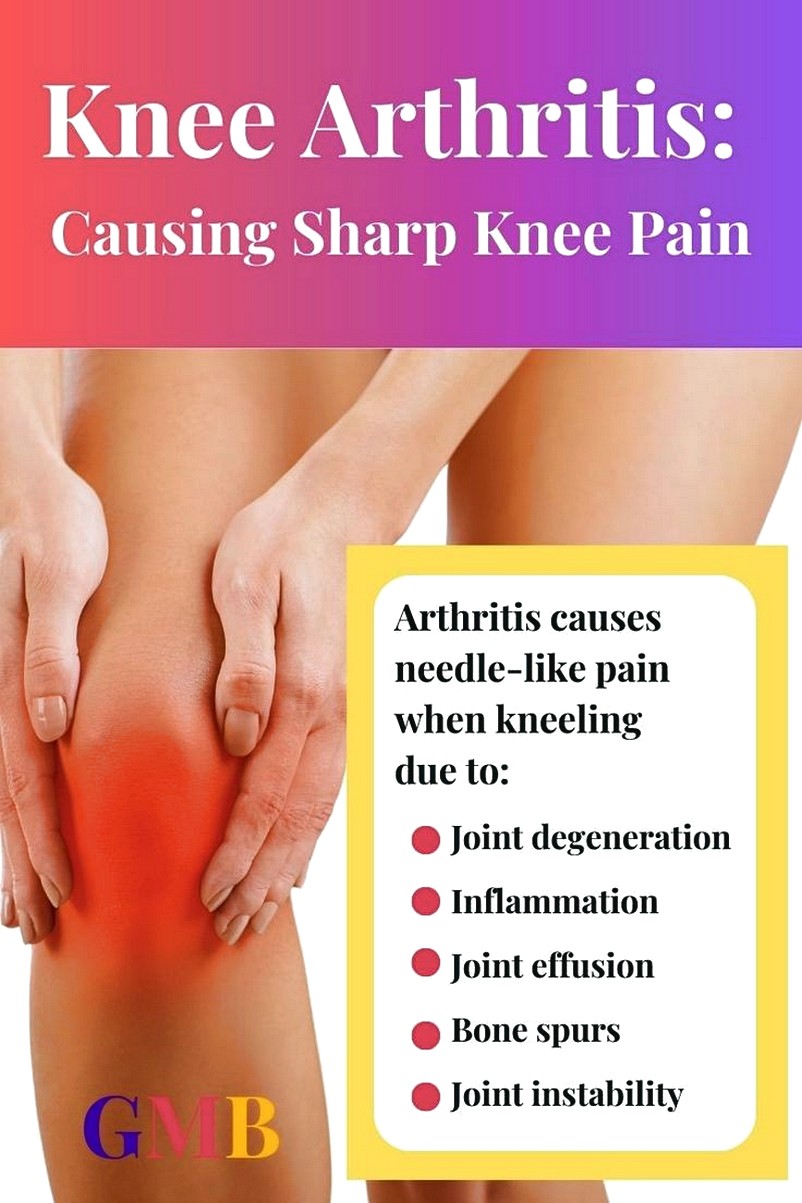 Knee Arthritis:
Causing Sharp Knee Pain
Arthritis causes
needle-like pain
when kneeling
due to:
Joint degeneration
Inflammation
Joint effusion
Bone spurs
Joint instability
GMB